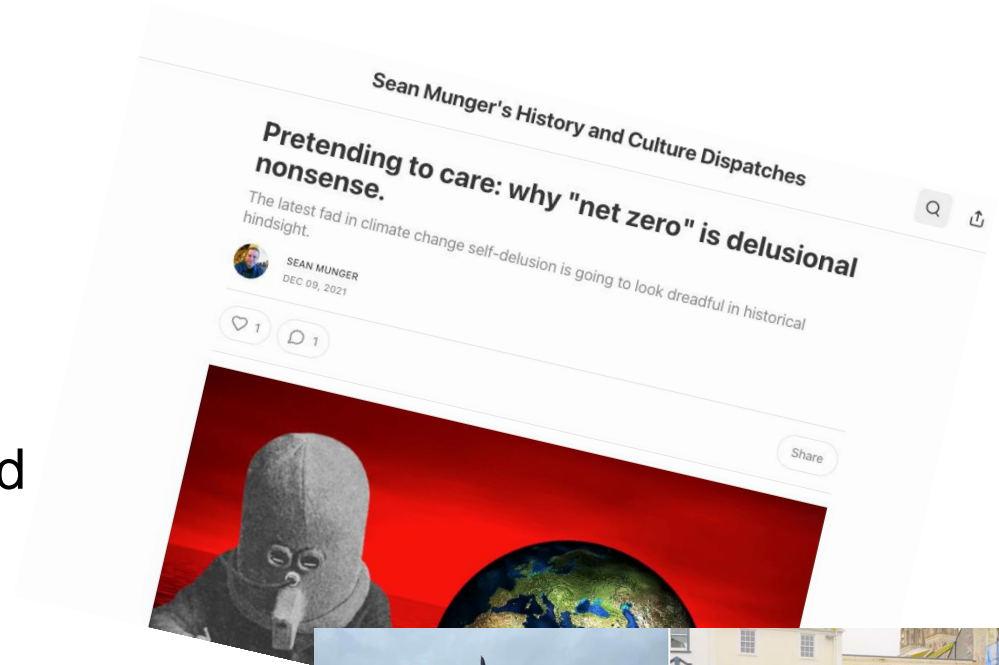 Sean Munger's History and Culture Dispatches
Pretending to care: why "net zero" is delusional
nonsense.
The latest fad in climate change self-delusion is going to look dreadful in historical
hindsight.
SEAN MUNGER
DEC 09, 2021
1
1
Share
d